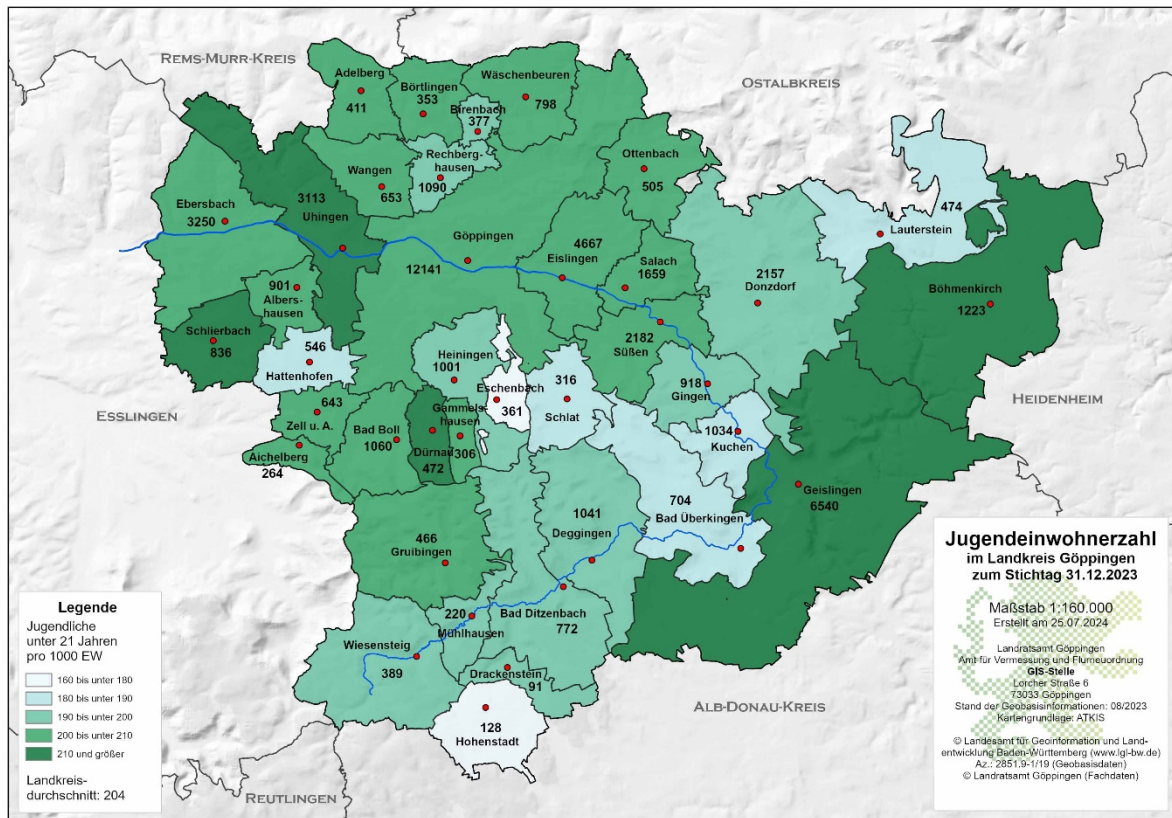 REMS-MURR-KREIS
OSTALBKREIS
Adelberg
411
Börtlingen
353
Wäschenbeuren
798
Birenbach
377
Rechberg-
hausen
1090
Wangen
653
Ottenbach
505
3113
Uhingen
Ebersbach
3250
Göppingen
12141
4667
Eislingen
Salach
1659
2157
Donzdorf
474
Lauterstein
Böhmenkirch
1223
901
Albers-
hausen
Schlierbach
836
546
Hattenhofen
2182
Süßen
Heiningen
1001
Eschenbach
361
316
Schlat
918
Gingen
1034
Kuchen
ESSLINGEN
HEIDENHEIM
643
Zell u. A.
Aichelberg
264
Bad Boll
1060
Dürnau
472
Gammels-
hausen
306
Geislingen
6540
704
Bad Überkingen
1041
Deggingen
466
Gruibingen
220
Mühlhausen
Bad Ditzenbach
772
Wiesensteig
389
Drackenstein
91
128
Hohenstadt
ALB-DONAU-KREIS
REUTLINGEN
Legende
Jugendliche
unter 21 Jahren
pro 1000 EW
160 bis unter 180
180 bis unter 190
190 bis unter 200
200 bis unter 210
210 und größer
Landkreis-
durchschnitt: 204
Jugendeinwohnerzahl
im Landkreis Göppingen
zum Stichtag 31.12.2023
Maßstab 1:160.000
Erstellt am 25.07.2024
Landratsamt Göppingen
Amt für Vermessung und Flurneuordnung
GIS-Stelle
Lorcher Straße 6
73033 Göppingen
Stand der Geobasisinformationen: 08/2023
Kartengrundlage: ATKIS
© Landesamt für Geoinformation und Land-
entwicklung Baden-Württemberg (www.lgl-bw.de)
Az.: 2851.9-1/19 (Geobasisdaten)
© Landratsamt Göppingen (Fachdaten)